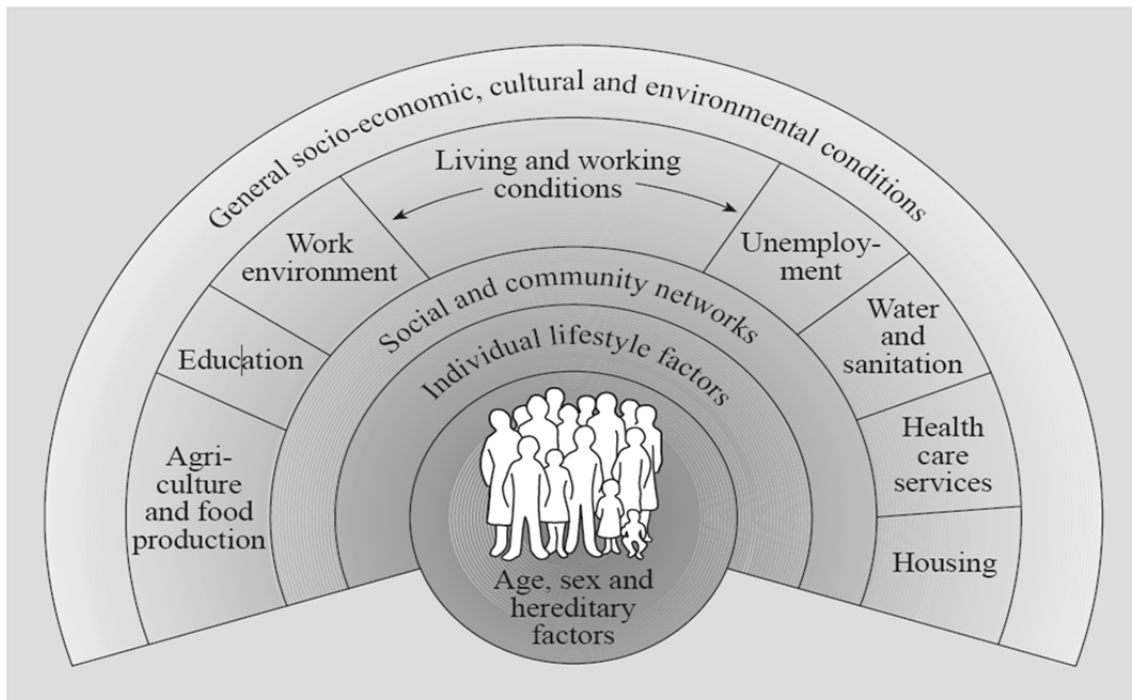 General socio-economic, cultural and environmental conditions
Living and working
conditions
Work
environment
Unemploy-
ment
Education
Water
and
sanitation
Agri-
culture
and food
production
Health
care
services
Housing
Social and community networks
Individual lifestyle factors
Age, sex and
hereditary
factors